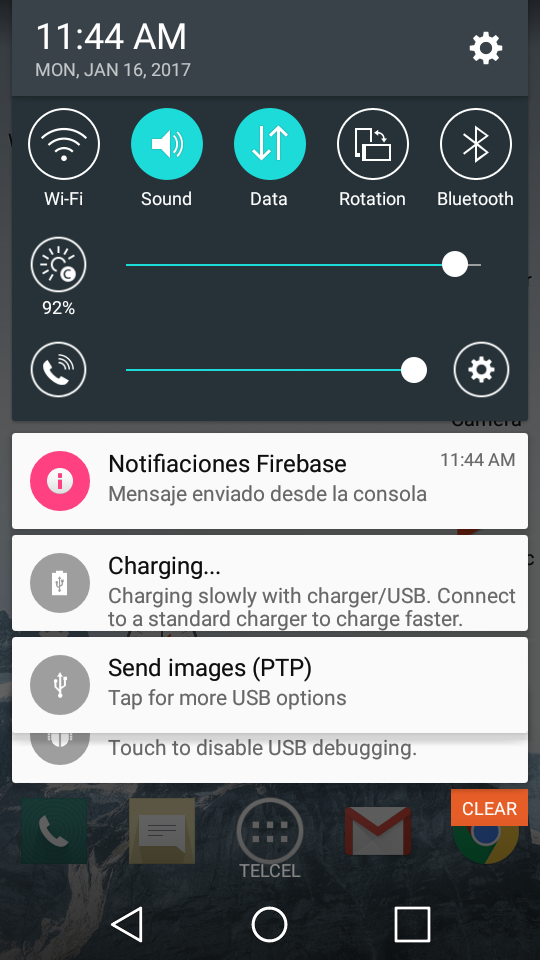 11:44 AM
MON, JAN 16, 2017
Wi-Fi
Sound
Data
Rotation
Bluetooth
92%
Camera
Notifiaciones Firebase
11:44 AM
Mensaje enviado desde la consola
Charging...
Charging slowly with charger/USB. Connect
to a standard charger to charge faster.
Send images (PTP)
Tap for more USB options
Touch to disable USB debugging.
CLEAR
TELCEL